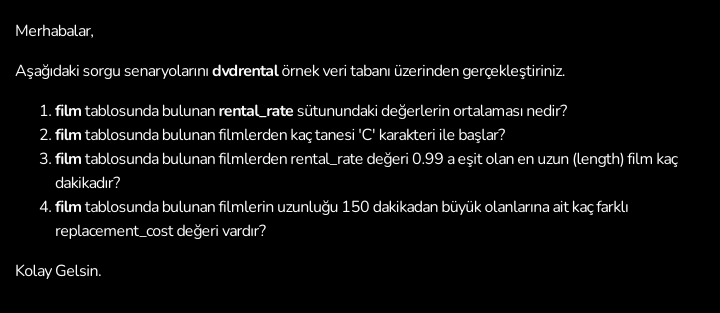 Merhabalar,
Aşağıdaki sorgu senaryolarını dvdrental örnek veri tabanı üzerinden gerçekleştiriniz.
1. film tablosunda bulunan rental_rate sütunundaki değerlerin ortalaması nedir?
2. film tablosunda bulunan filmlerden kaç tanesi 'C' karakteri ile başlar?
3. film tablosunda bulunan filmlerden rental_rate değeri 0.99 a eşit olan en uzun (length) film kaç
dakikadır?
4. film tablosunda bulunan filmlerin uzunluğu 150 dakikadan büyük olanlarına ait kaç farklı
replacement_cost değeri vardır?
Kolay Gelsin.